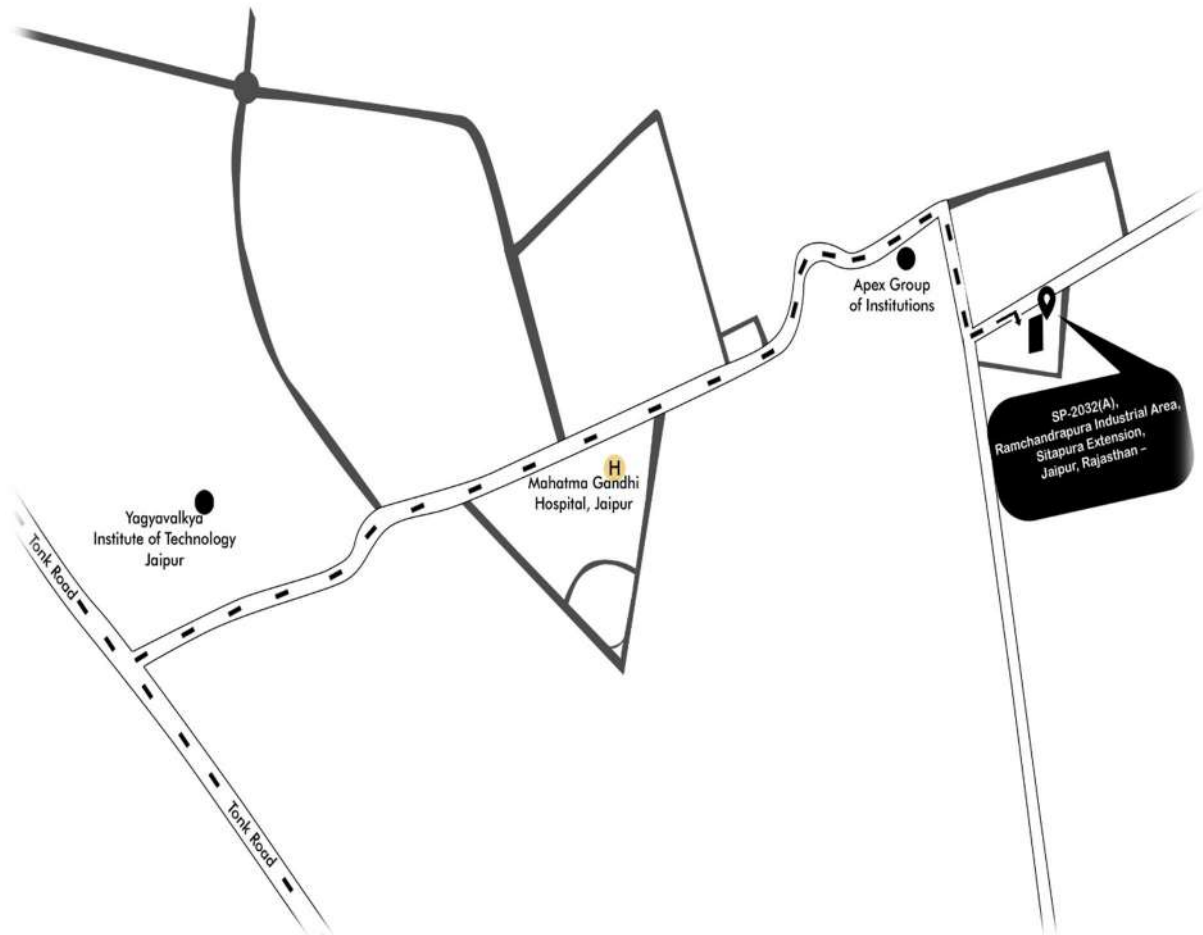 Apex Group
of Institutions
SP-2032(A),
Ramchandrapura Industrial Area,
Sitapura Extension,
Jaipur, Rajasthan –
H
Mahatma Gandhi
Hospital, Jaipur
Yagyavalkya
Institute of Technology
Jaipur
Tonk Road
Tonk Road